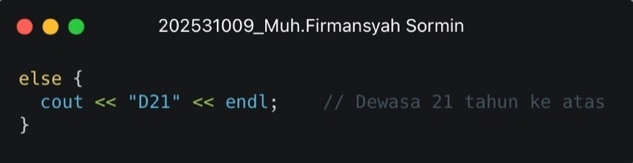 202531009_Muh.Firmansyah Sormin
else {
  cout << "D21" << endl;    // Dewasa 21 tahun ke atas
}